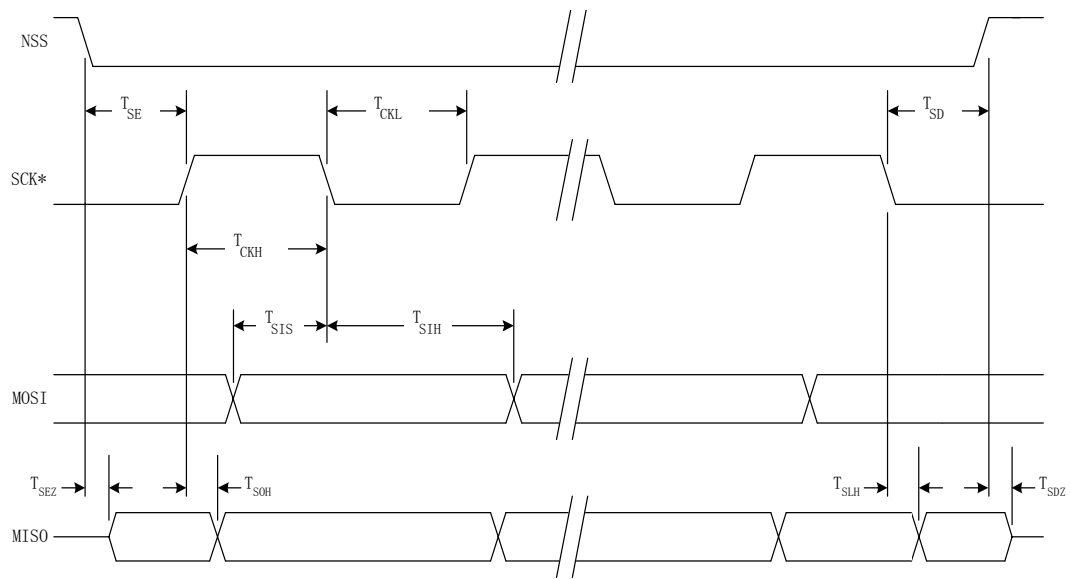 NSS
T_SE
T_CKL
T_SD
SCK*
T_CKH
T_SIS
T_SIH
MOSI
T_SEZ
T_SOH
T_SLH
T_SDZ
MISO